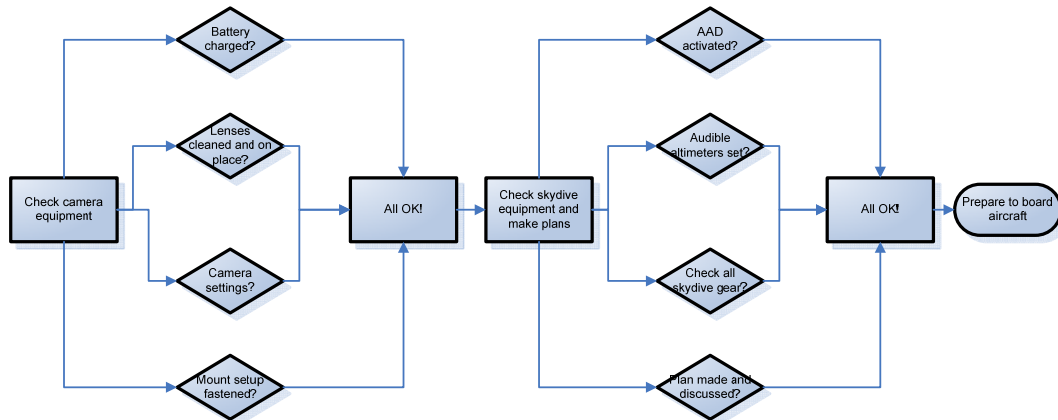 Battery
charged?
Lenses
cleaned and on
place?
Check camera
equipment
Camera
settings?
Mount setup
fastened?
All OK!
Check skydive
equipment and
make plans
AAD
activated?
Audible
altimeters set?
Check all
skydive gear?
Plan made and
discussed?
All OK!
Prepare to board
aircraft